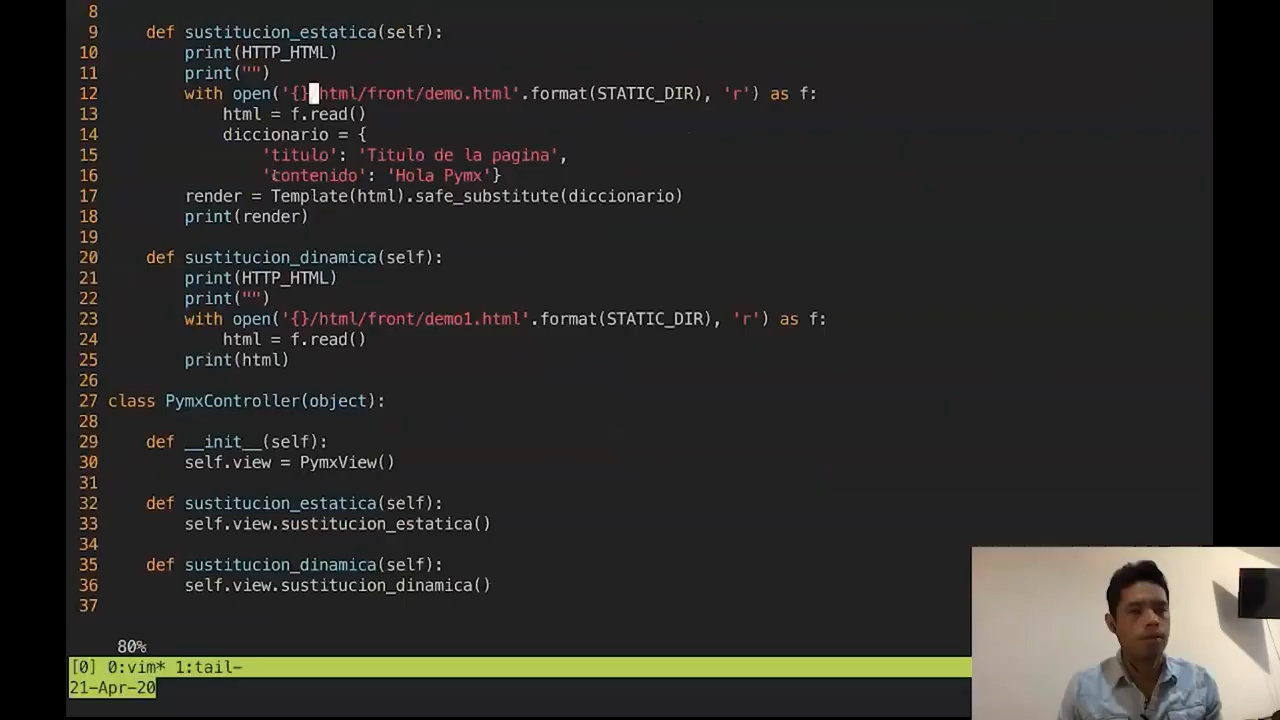 8
9     def sustitucion_estatica(self):
10         print(HTTP_HTML)
11         print("")
12         with open('{}/html/front/demo.html'.format(STATIC_DIR), 'r') as f:
13             html = f.read()
14             diccionario = {
15                 'titulo': 'Titulo de la pagina',
16                 'contenido': 'Hola Pymx'}
17         render = Template(html).safe_substitute(diccionario)
18         print(render)
19
20     def sustitucion_dinamica(self):
21         print(HTTP_HTML)
22         print("")
23         with open('{}/html/front/demo1.html'.format(STATIC_DIR), 'r') as f:
24             html = f.read()
25         print(html)
26
27 class PymxController(object):
28
29     def __init__(self):
30         self.view = PymxView()
31
32     def sustitucion_estatica(self):
33         self.view.sustitucion_estatica()
34
35     def sustitucion_dinamica(self):
36         self.view.sustitucion_dinamica()
37
80%
[0] 0:vim* 1:tail-
21-Apr-20